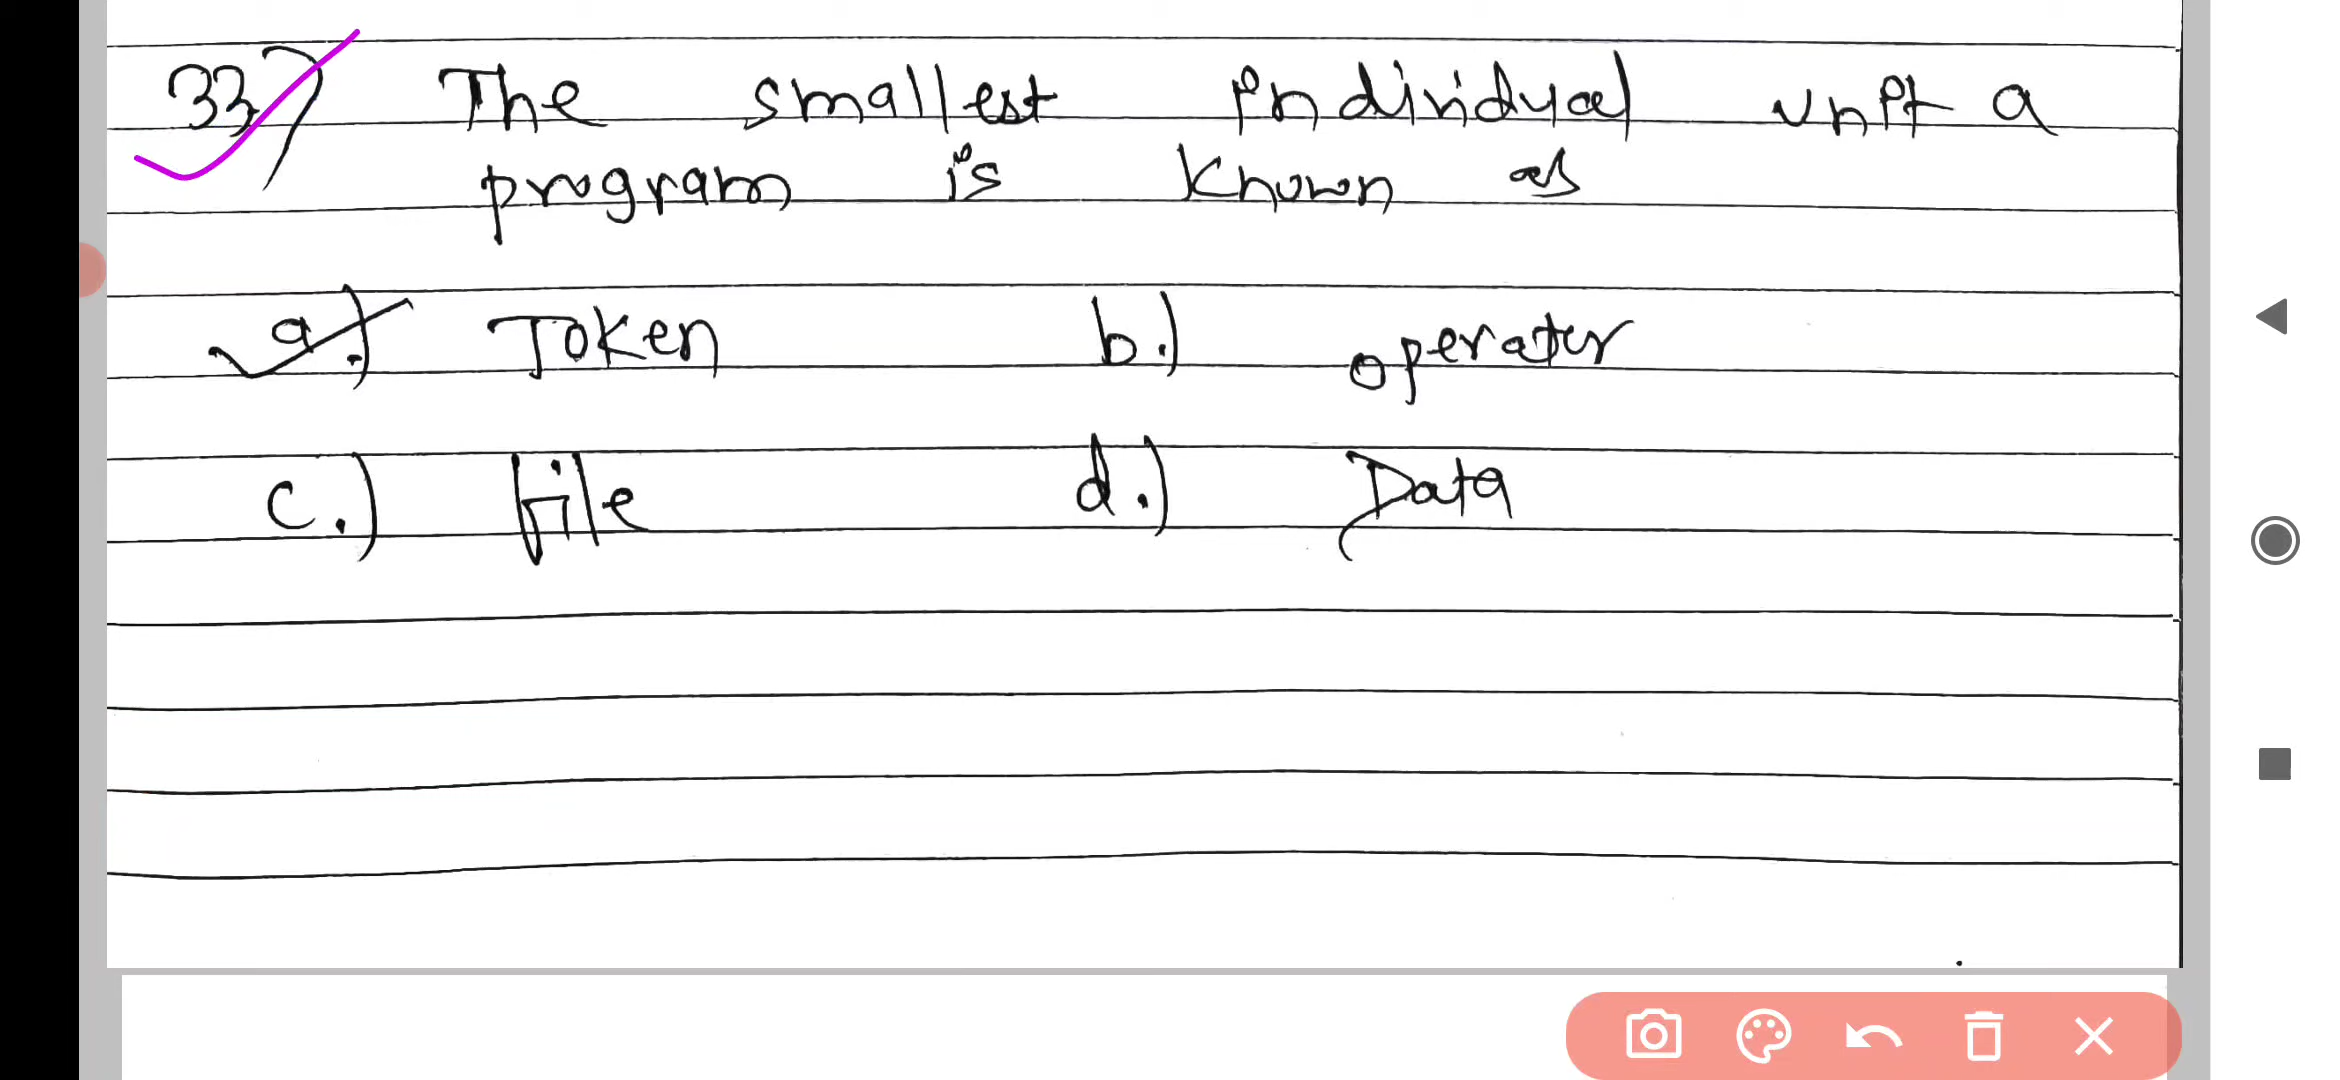 33) The smallest individual unit a
program is known as
a.) Token b.) operator
c.) File d.) Data